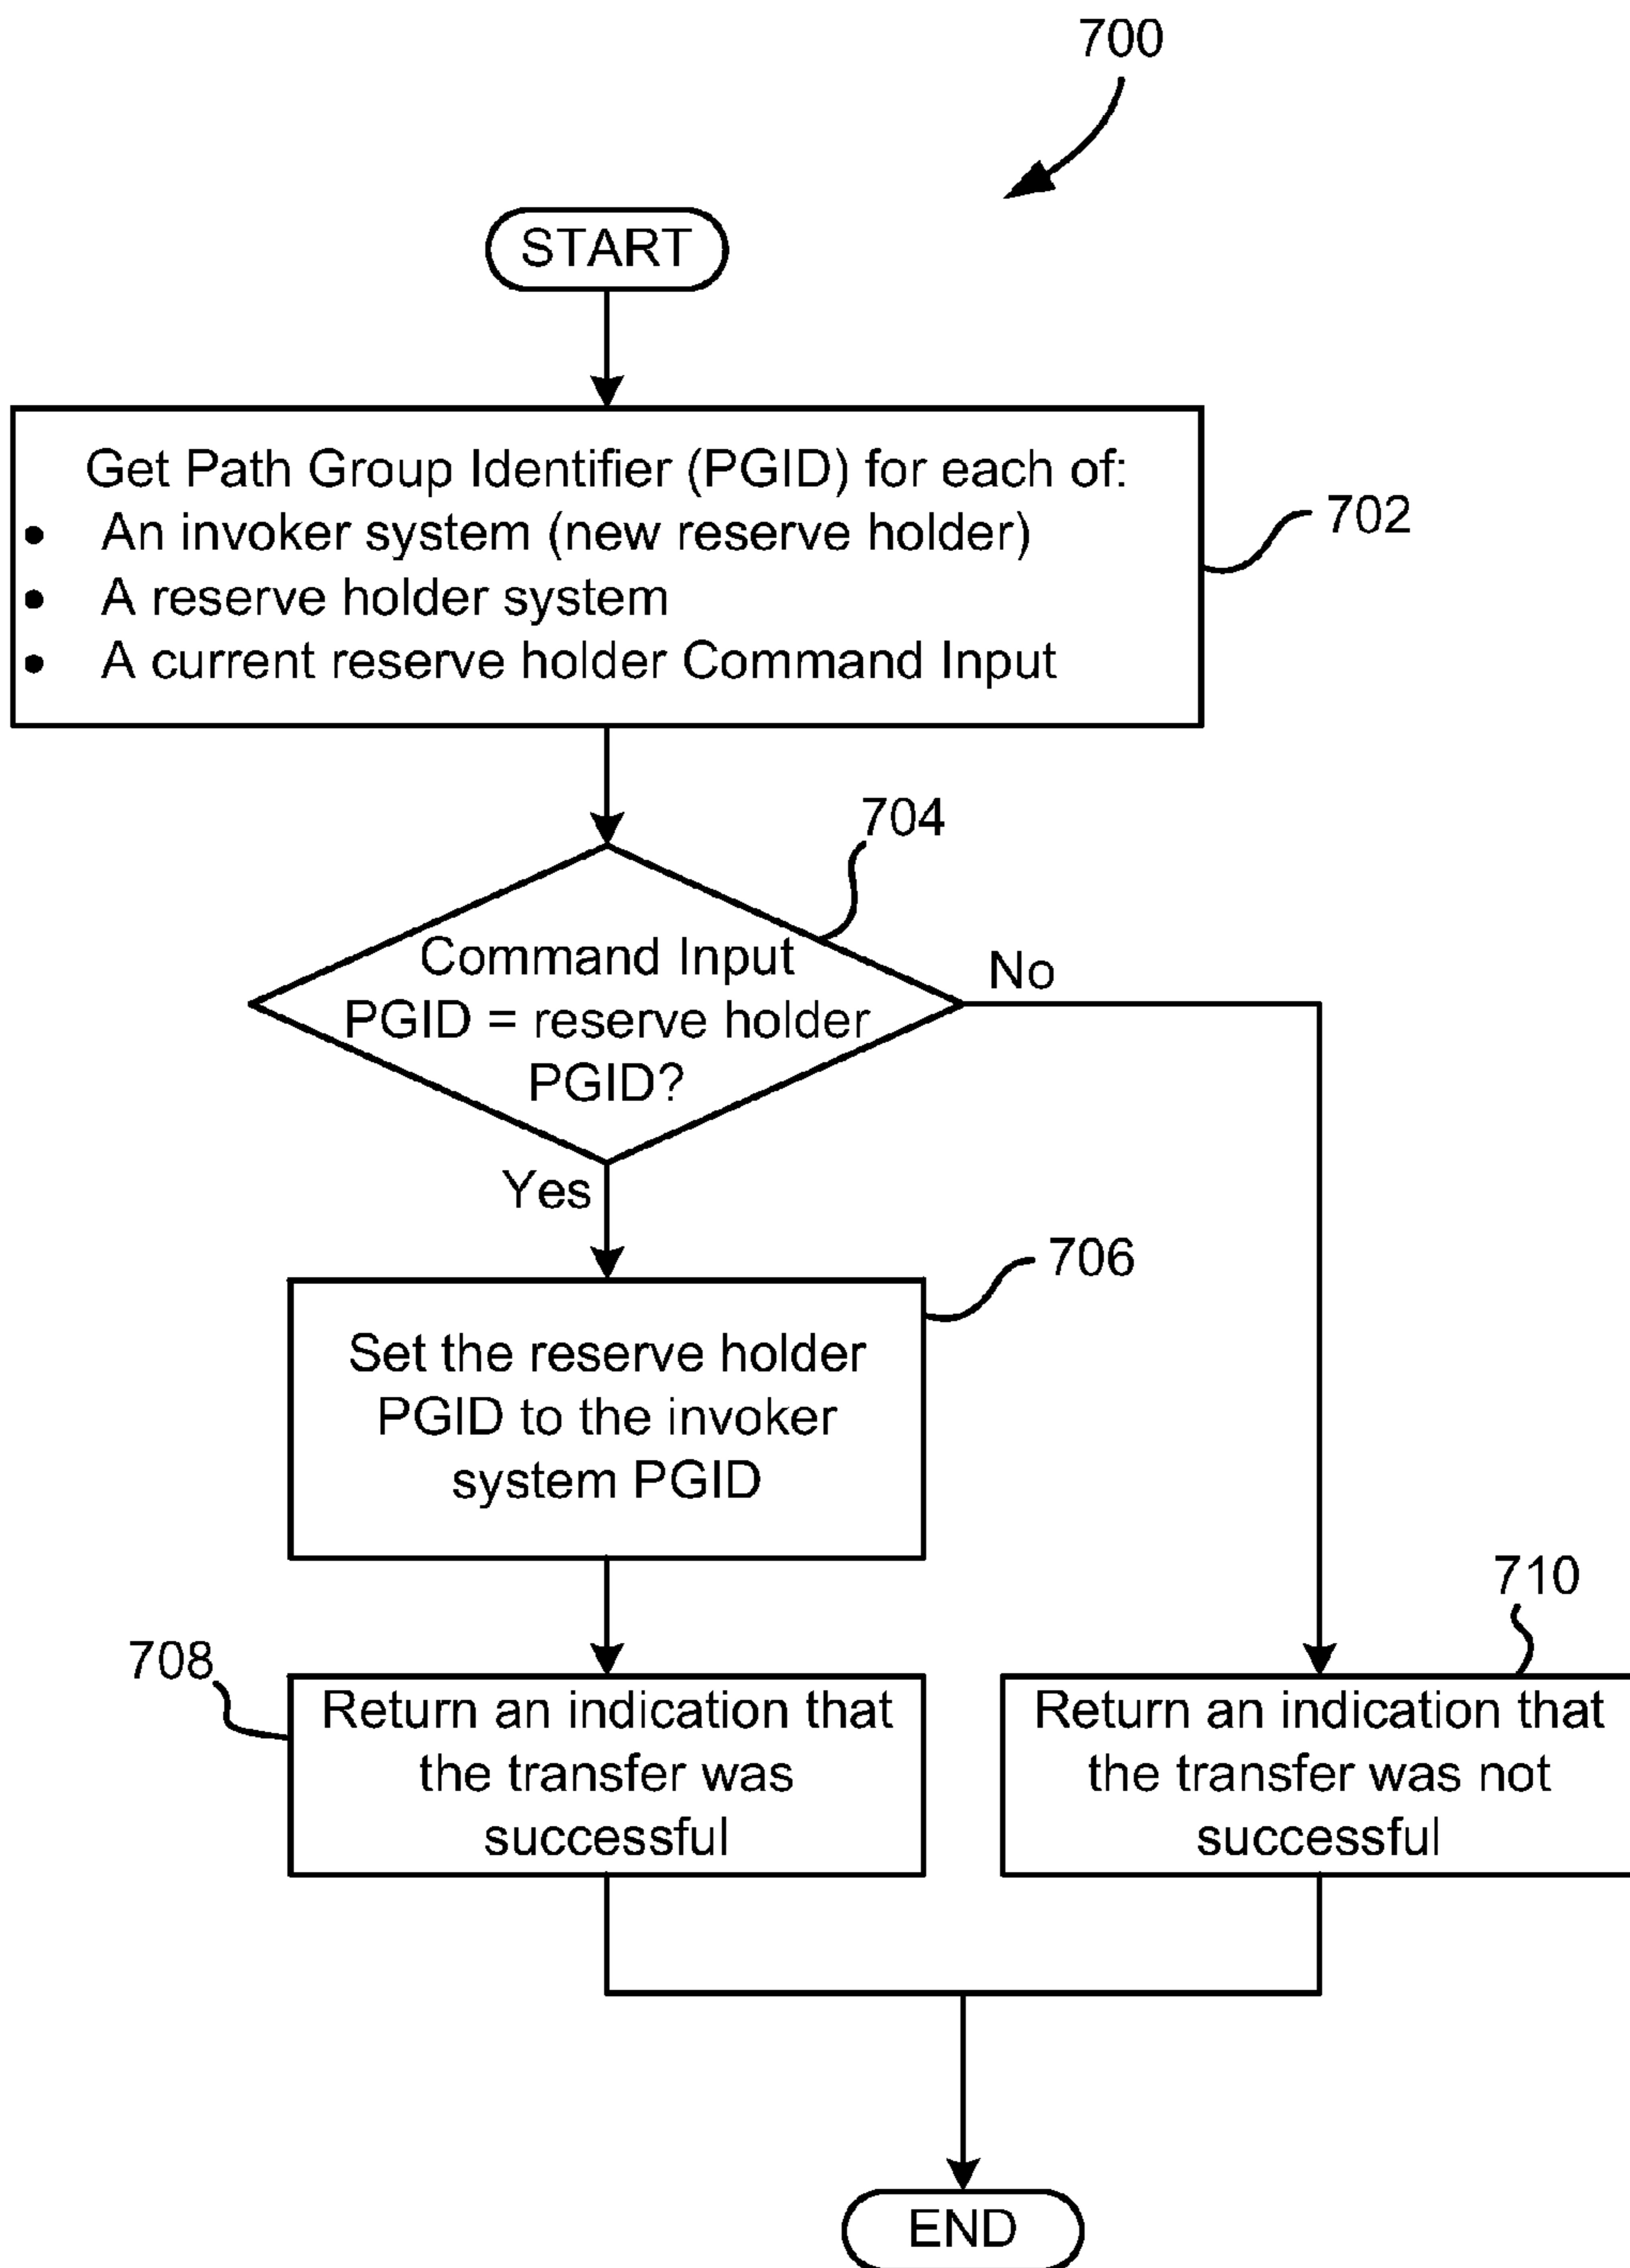 700
START
Get Path Group Identifier (PGID) for each of:
• An invoker system (new reserve holder)
• A reserve holder system
• A current reserve holder Command Input
702
704
Command Input
PGID = reserve holder
PGID?
No
Yes
706
Set the reserve holder
PGID to the invoker
system PGID
708
Return an indication that
the transfer was
successful
710
Return an indication that
the transfer was not
successful
END